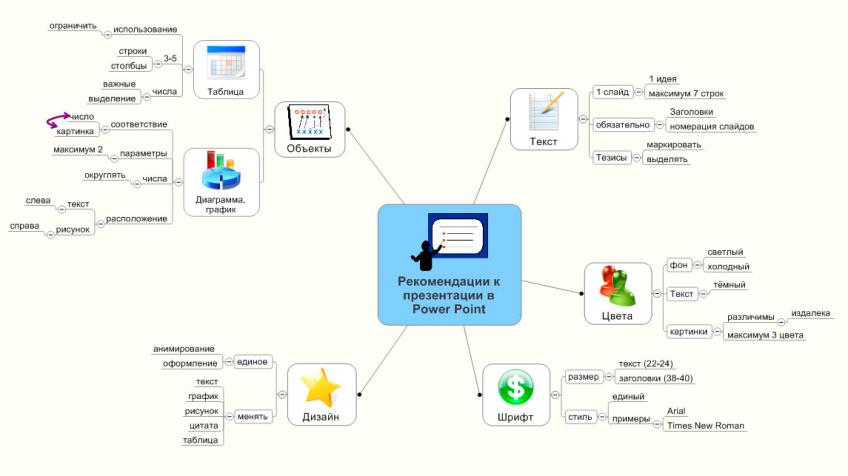 Рекомендации к
презентации в
Power Point
Текст
1 слайд
1 идея
максимум 7 строк
обязательно
Заголовки
номерация слайдов
Тезисы
маркировать
выделять
Цвета
фон
светлый
холодный
Текст
тёмный
картинки
различимы
издалека
максимум 3 цвета
Шрифт
размер
текст (22-24)
заголовки (38-40)
стиль
единый
примеры
Arial
Times New Roman
Дизайн
единое
анимирование
оформление
менять
текст
график
рисунок
цитата
таблица
Объекты
Таблица
использование
ограничить
3-5
строки
столбцы
числа
важные
выделение
Диаграмма,
график
соответствие
число
картинка
параметры
максимум 2
числа
округлять
расположение
текст
слева
рисунок
справа